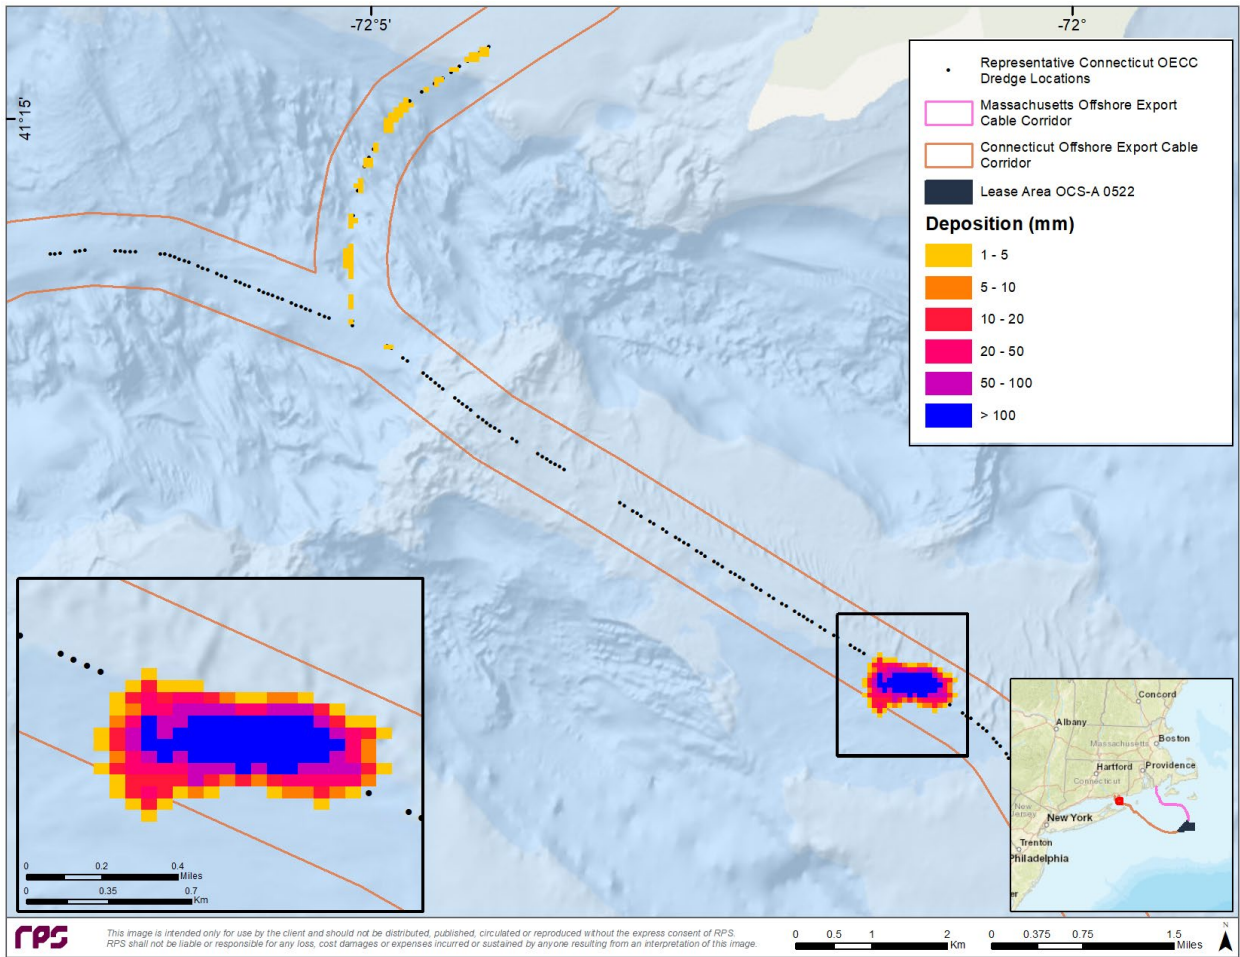 -72°5'
-72°
41°15'
Representative Connecticut OECC
Dredge Locations
Massachusetts Offshore Export
Cable Corridor
Connecticut Offshore Export Cable
Corridor
Lease Area OCS-A 0522
Deposition (mm)
1 - 5
5 - 10
10 - 20
20 - 50
50 - 100
> 100
0 0.2 0.4
Miles
0 0.35 0.7
Km
Concord
Albany
Boston
Massachusetts
Hartford
Providence
Connecticut
New
Jersey
New York
Trenton
Philadelphia
er
rps
This image is intended only for use by the client and should not be distributed, published, circulated or reproduced without the express consent of RPS.
RPS shall not be liable or responsible for any loss, cost damages or expenses incurred or sustained by anyone resulting from an interpretation of this image.
0 0.5 1 2
Km
0 0.375 0.75 1.5
Miles
N